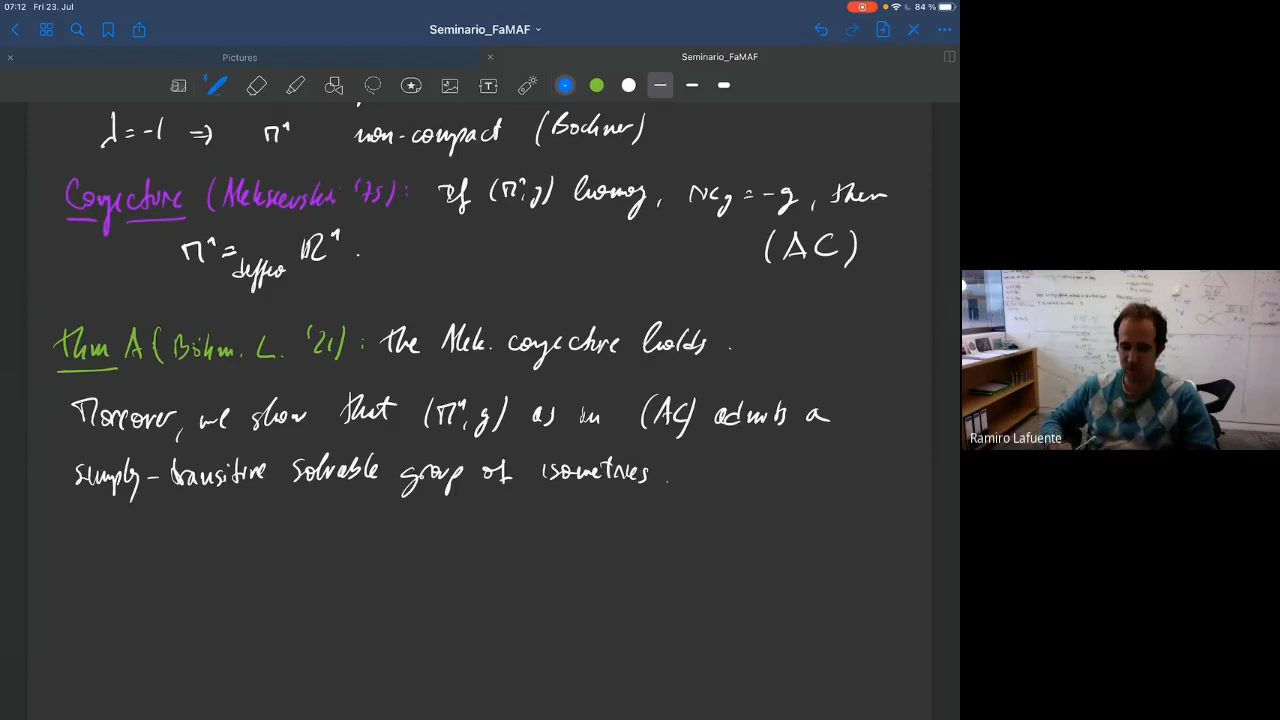 07:12 Fri 23. Jul
84 %
Seminario_FaMAF
Pictures
Seminario_FaMAF
λ = -1 ⇒ Mⁿ non-compact (Bochner)
Conjecture (Alekseevskii '75): If (Mⁿ, g) homog, Ric_g = -g, then
Mⁿ ≅_diffeo ℝⁿ. (AC)
thm A (Böhm. L. '21): the Alek. conjecture holds.
Moreover, we show that (Mⁿ, g) as in (AC) admits a
simply-transitive solvable group of isometries.
Ramiro Lafuente